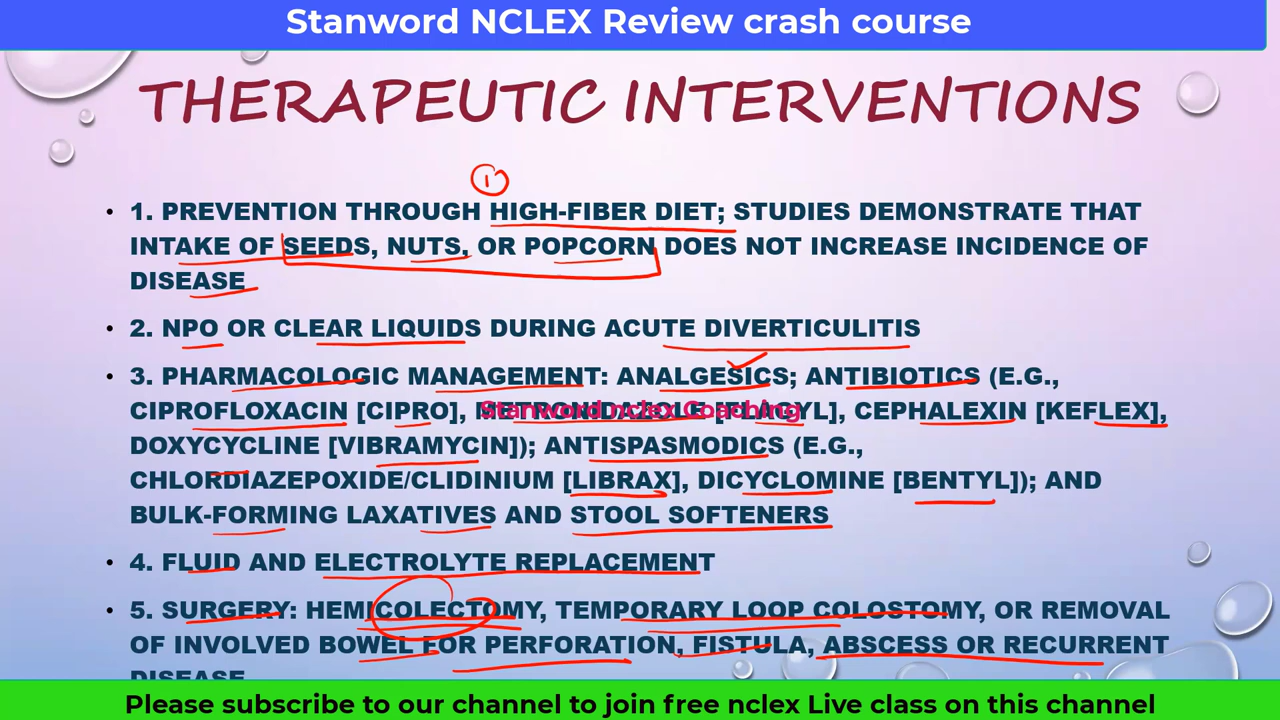 Stanword NCLEX Review crash course
THERAPEUTIC INTERVENTIONS
1
• 1. PREVENTION THROUGH HIGH-FIBER DIET; STUDIES DEMONSTRATE THAT
INTAKE OF SEEDS, NUTS, OR POPCORN DOES NOT INCREASE INCIDENCE OF
DISEASE
• 2. NPO OR CLEAR LIQUIDS DURING ACUTE DIVERTICULITIS
• 3. PHARMACOLOGIC MANAGEMENT: ANALGESICS; ANTIBIOTICS (E.G.,
CIPROFLOXACIN [CIPRO], METRONIDAZOLE [FLAGYL], CEPHALEXIN [KEFLEX],
Stanword nclex Coaching
DOXYCYCLINE [VIBRAMYCIN]); ANTISPASMODICS (E.G.,
CHLORDIAZEPOXIDE/CLIDINIUM [LIBRAX], DICYCLOMINE [BENTYL]); AND
BULK-FORMING LAXATIVES AND STOOL SOFTENERS
• 4. FLUID AND ELECTROLYTE REPLACEMENT
• 5. SURGERY: HEMICOLECTOMY, TEMPORARY LOOP COLOSTOMY, OR REMOVAL
OF INVOLVED BOWEL FOR PERFORATION, FISTULA, ABSCESS OR RECURRENT
DISEASE
Please subscribe to our channel to join free nclex Live class on this channel